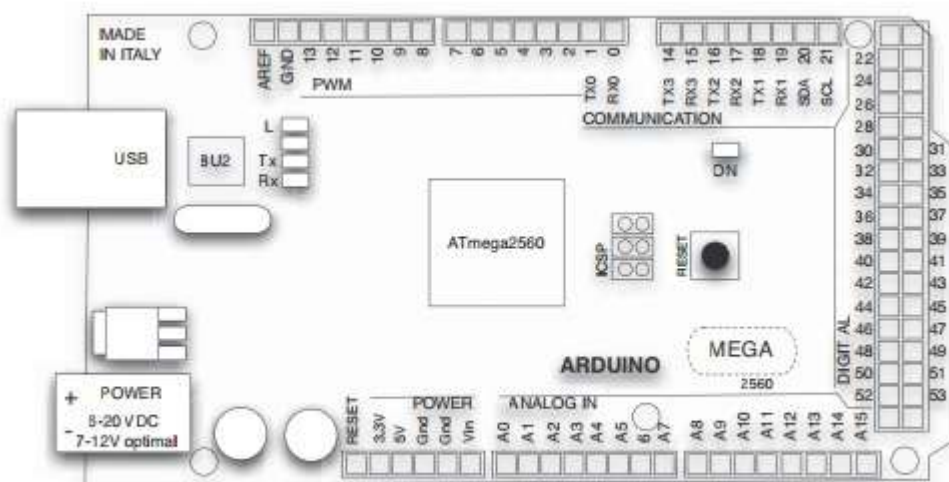 MADE
IN ITALY
AREF
GND
13
12
11
10
9
8
7
6
5
4
3
2
1
0
14
15
16
17
18
19
20
21
PWM
TX0
RX0
TX3
RX3
TX2
RX2
TX1
RX1
SDA
SCL
COMMUNICATION
USB
8U2
L
Tx
Rx
ATmega2560
ICSP
RESET
ON
22
24
26
28
30
32
34
36
38
40
42
44
46
48
50
52
31
33
35
37
39
41
43
45
47
49
51
53
DIGIT AL
ARDUINO
MEGA
2560
+
POWER
6-20 V DC
-
7-12V optimal
POWER
RESET
3.3V
5V
Gnd
Gnd
Vin
ANALOG IN
A0
A1
A2
A3
A4
A5
6
A7
A8
A9
A10
A11
A12
A13
A14
A15